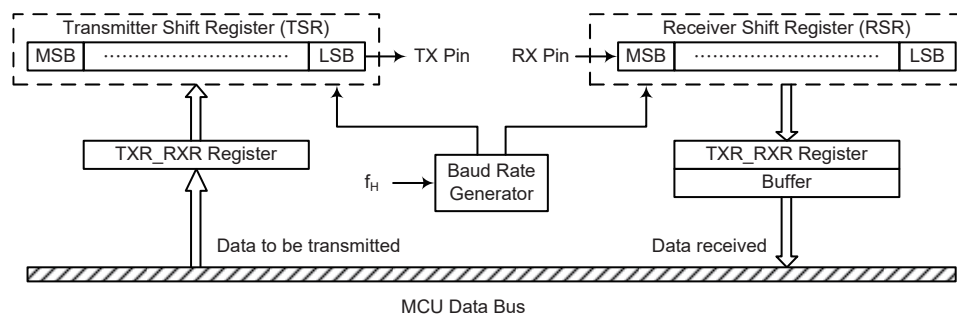 Transmitter Shift Register (TSR)
MSB
LSB
TX Pin
RX Pin
Receiver Shift Register (RSR)
MSB
LSB
TXR_RXR Register
fH
Baud Rate
Generator
TXR_RXR Register
Buffer
Data to be transmitted
Data received
MCU Data Bus